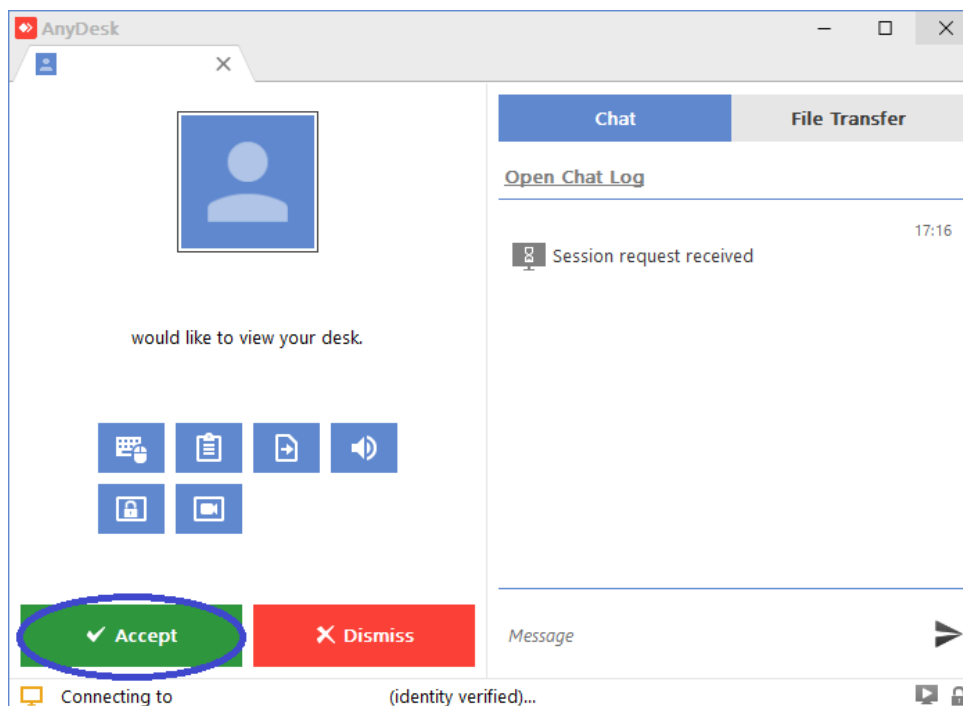 AnyDesk
Chat
File Transfer
Open Chat Log
17:16
Session request received
would like to view your desk.
Accept
Dismiss
Message
Connecting to (identity verified)...